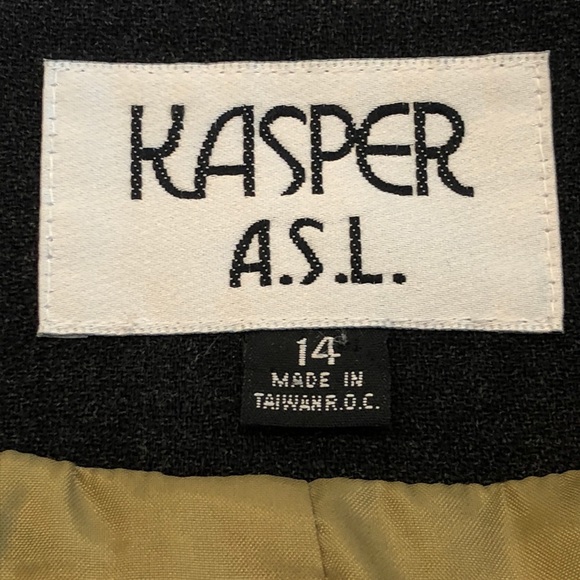 KASPER
A.S.L.
14
MADE IN
TAIWAN R.O.C.